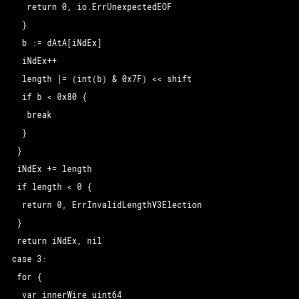 return 0, io.ErrUnexpectedEOF
}
b := dAtA[iNdEx]
iNdEx++
length |= (int(b) & 0x7F) << shift
if b < 0x80 {
break
}
}
iNdEx += length
if length < 0 {
return 0, ErrInvalidLengthV3Election
}
return iNdEx, nil
case 3:
for {
var innerWire uint64